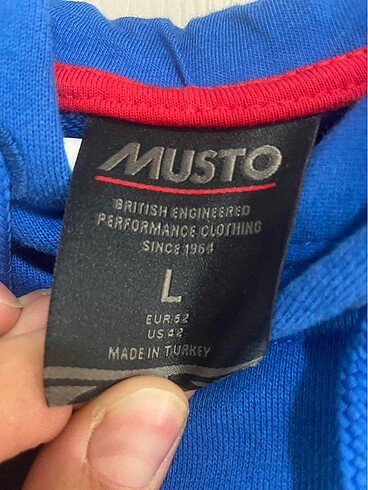 MUSTO
BRITISH ENGINEERED
PERFORMANCE CLOTHING
SINCE 1964
L
EUR 52
US 42
MADE IN TURKEY